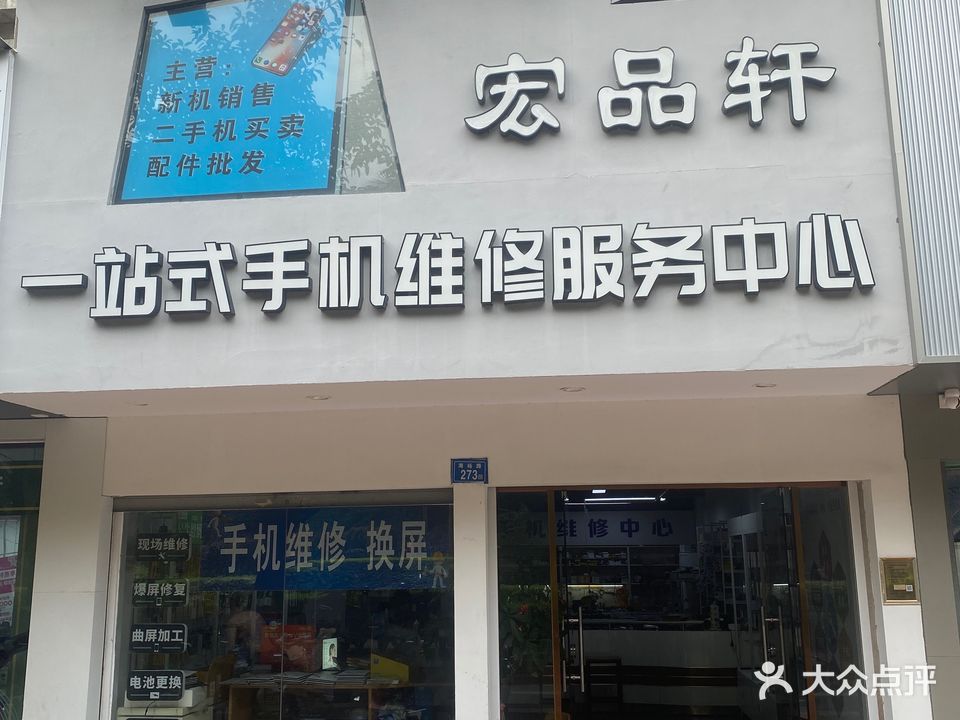 主营：
新机销售
二手机买卖
配件批发
宏品轩
一站式手机维修服务中心
273
手机维修 换屏
机维修中心
现场维修
爆屏修复
曲屏加工
电池更换
大众点评